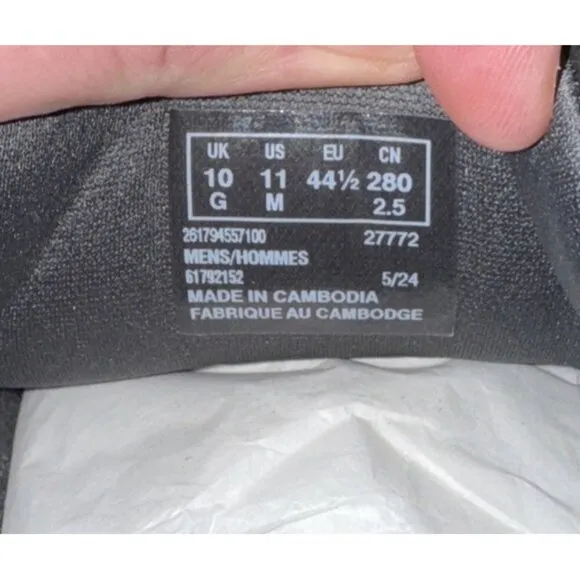 UK US EU CN
10 11 44½ 280
G M 2.5
261794557100 27772
MENS/HOMMES
61792152 5/24
MADE IN CAMBODIA
FABRIQUE AU CAMBODGE